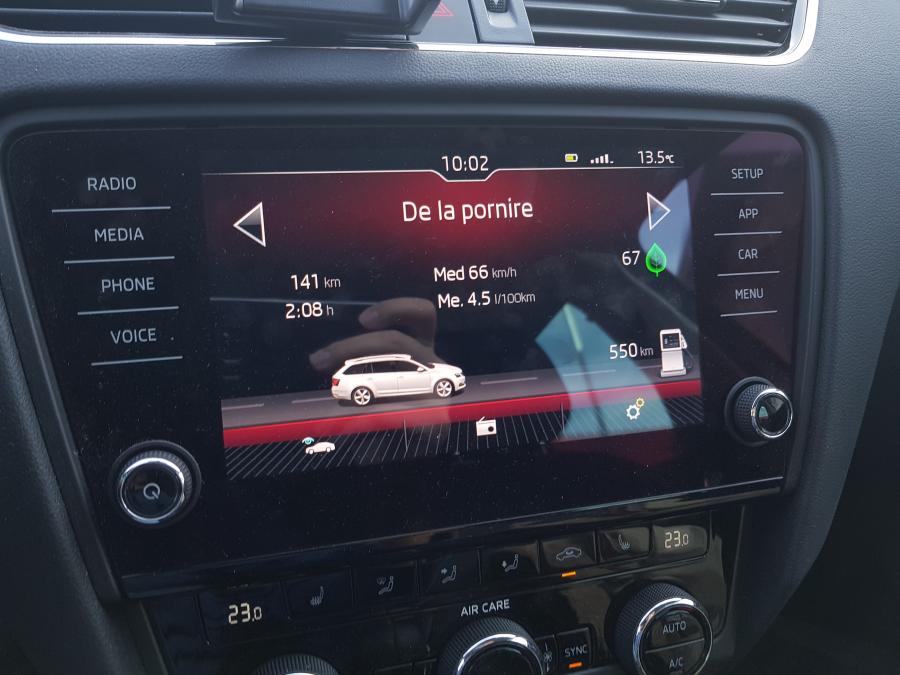 10:02
13.5°C
RADIO
MEDIA
PHONE
VOICE
De la pornire
141 km
2:08 h
Med 66 km/h
Me. 4.5 l/100km
67
550 km
SETUP
APP
CAR
MENU
23.0
23.0
AIR CARE
SYNC
AUTO
A/C